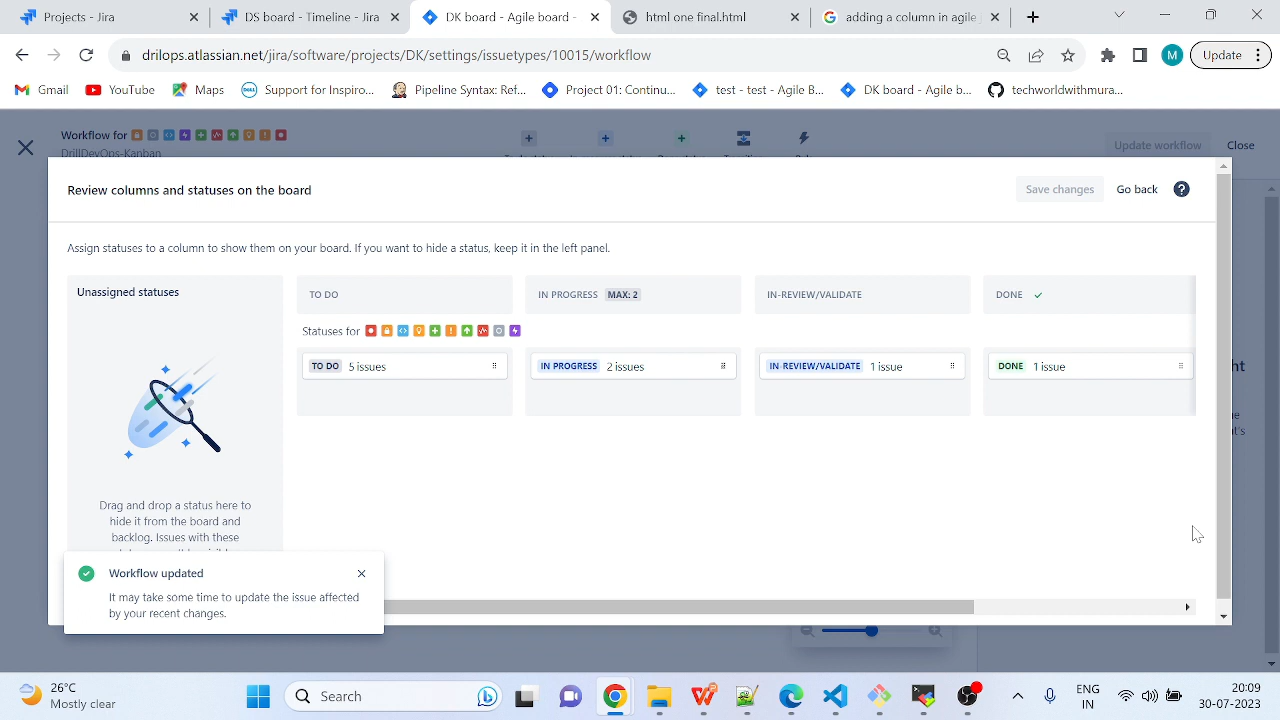 Projects - Jira
DS board - Timeline - Jira
DK board - Agile board -
html one final.html
adding a column in agile
drilops.atlassian.net/jira/software/projects/DK/settings/issuetypes/10015/workflow
M
Update
Gmail
YouTube
Maps
Support for Inspiro...
Pipeline Syntax: Ref...
Project 01: Continu...
test - test - Agile B...
DK board - Agile b...
techworldwithmura...
Workflow for
DrillDevOps-Kanban
Update workflow
Close
Review columns and statuses on the board
Save changes
Go back
?
Assign statuses to a column to show them on your board. If you want to hide a status, keep it in the left panel.
Unassigned statuses
TO DO
IN PROGRESS MAX: 2
IN-REVIEW/VALIDATE
DONE
Statuses for
TO DO 5 issues
IN PROGRESS 2 issues
IN-REVIEW/VALIDATE 1 issue
DONE 1 issue
Drag and drop a status here to
hide it from the board and
backlog. Issues with these
Workflow updated
It may take some time to update the issue affected
by your recent changes.
26°C
Mostly clear
Search
ENG
IN
20:09
30-07-2023